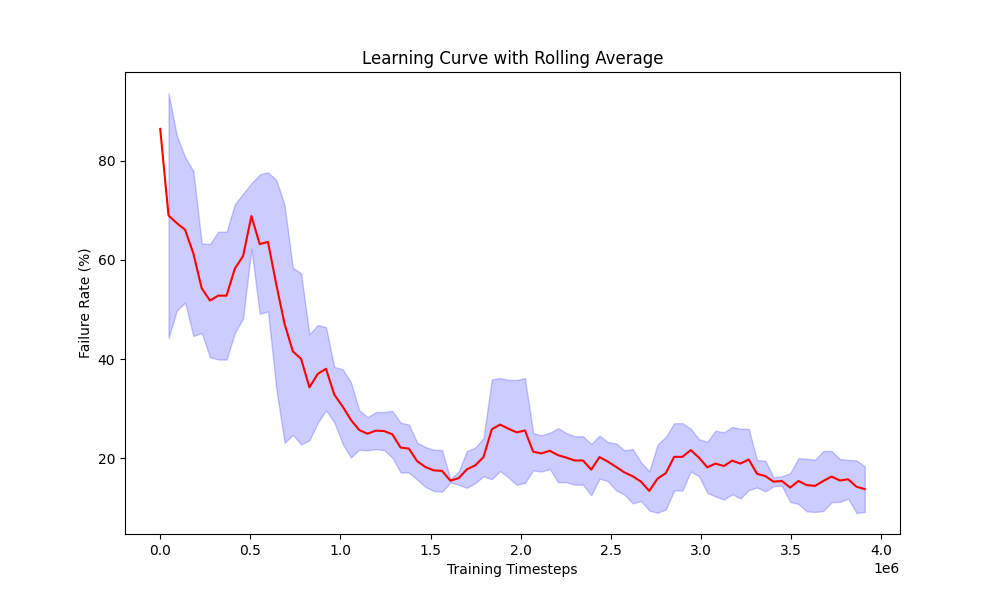 Learning Curve with Rolling Average
Failure Rate (%)
80
60
40
20
0.0 0.5 1.0 1.5 2.0 2.5 3.0 3.5 4.0
1e6
Training Timesteps